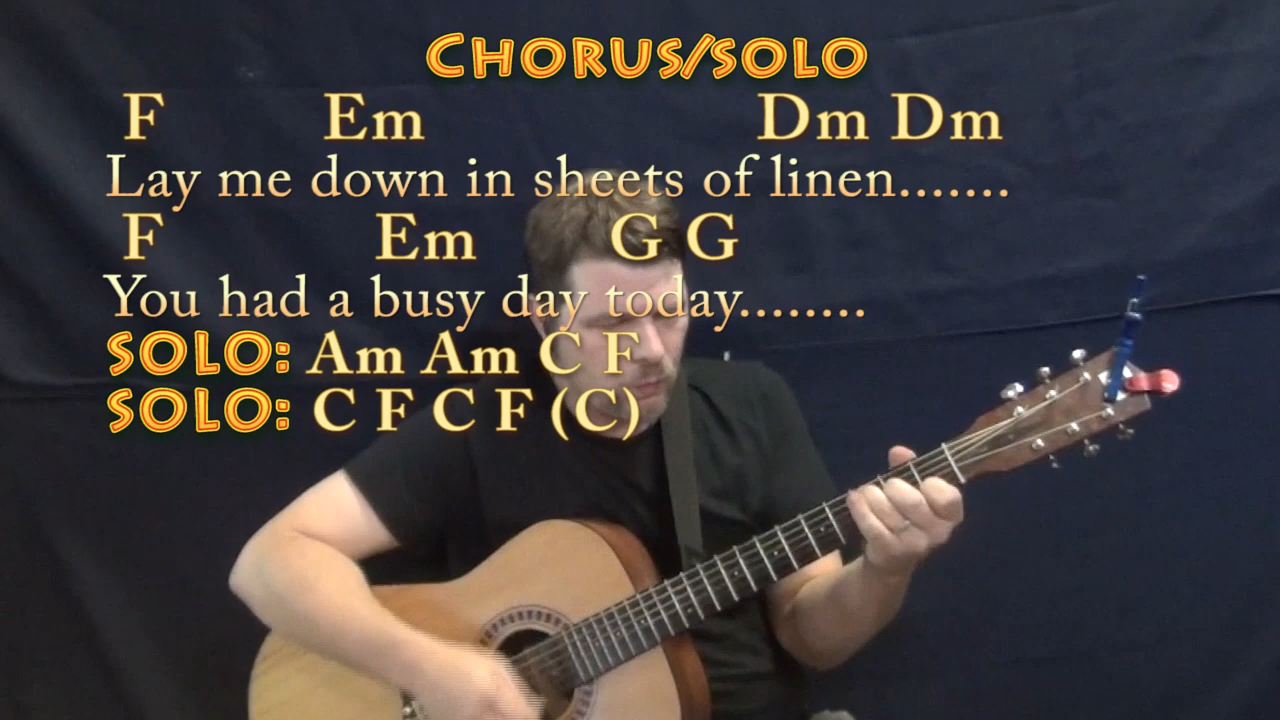 CHORUS/SOLO
F Em Dm Dm
Lay me down in sheets of linen.......
F Em G G
You had a busy day today........
SOLO: Am Am C F
SOLO: C F C F (C)